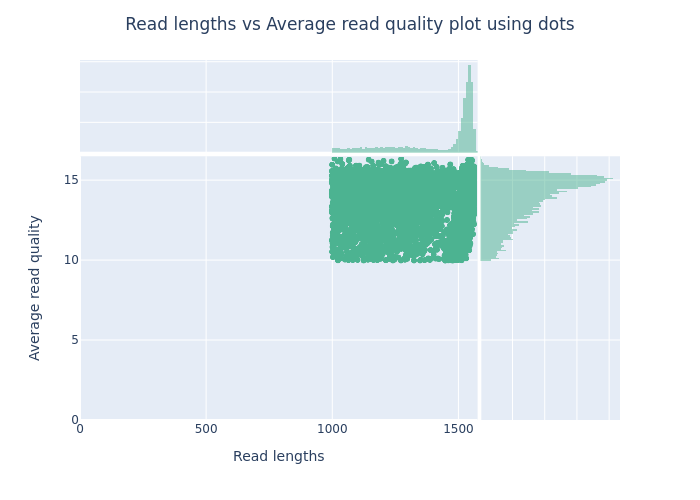 Read lengths vs Average read quality plot using dots
15
10
5
0
0 500 1000 1500
Average read quality
Read lengths